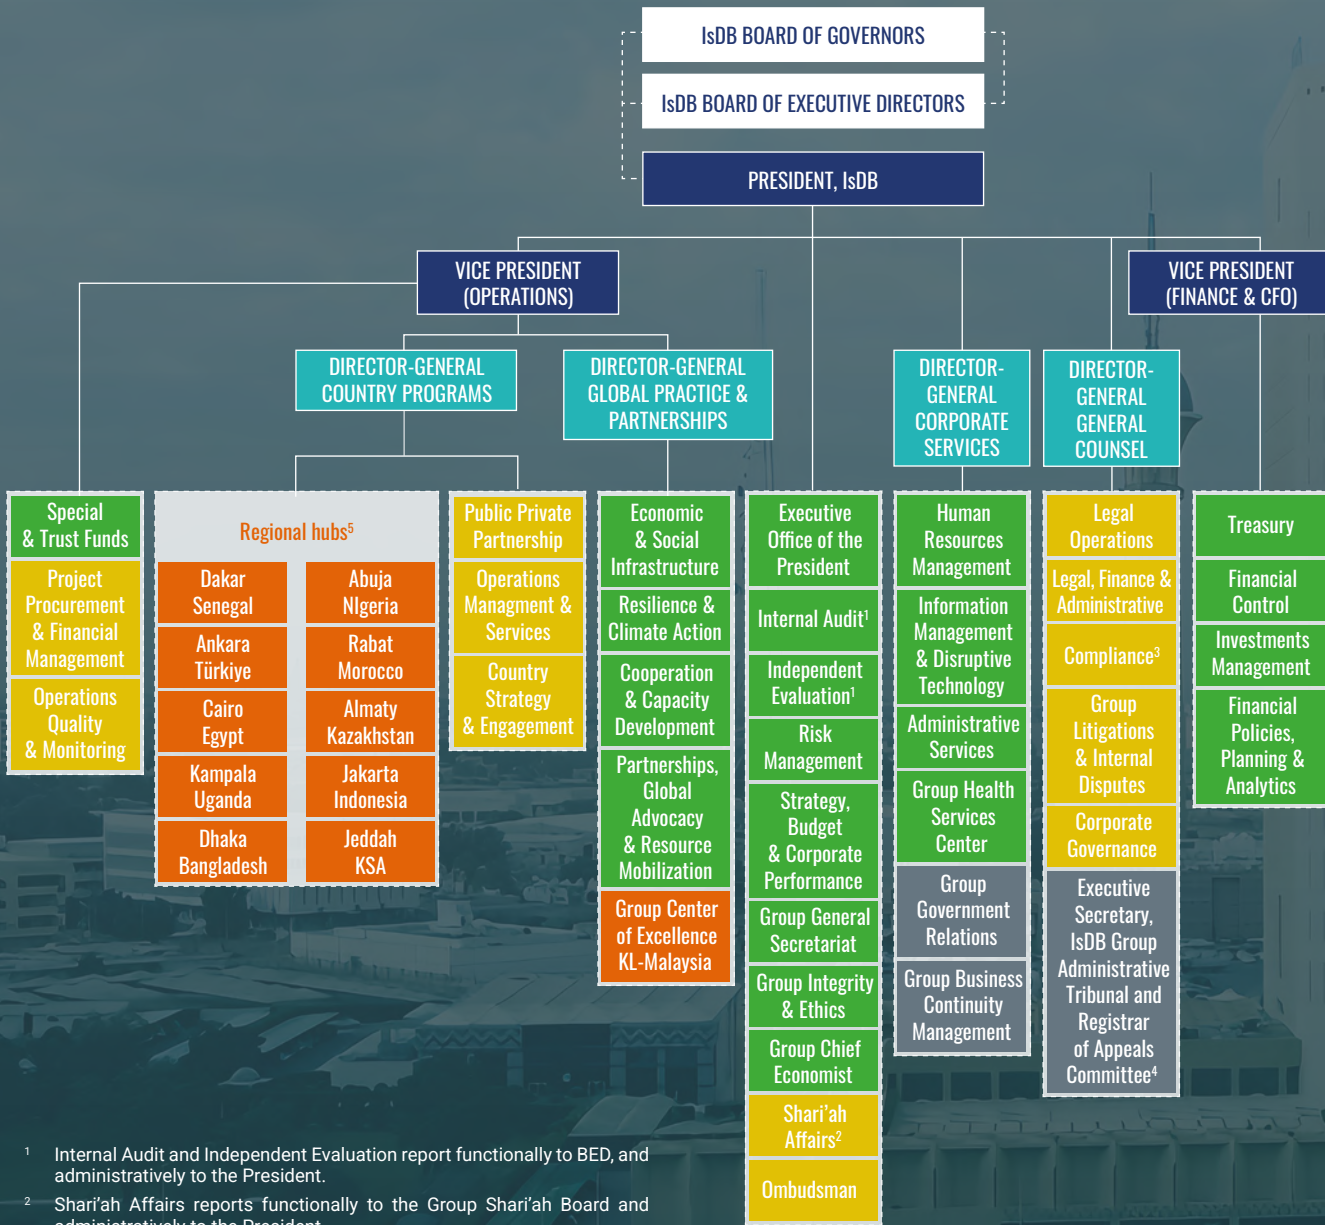 IsDB BOARD OF GOVERNORS
IsDB BOARD OF EXECUTIVE DIRECTORS
PRESIDENT, IsDB
VICE PRESIDENT
(OPERATIONS)
VICE PRESIDENT
(FINANCE & CFO)
DIRECTOR-GENERAL
COUNTRY PROGRAMS
DIRECTOR-GENERAL
GLOBAL PRACTICE &
PARTNERSHIPS
DIRECTOR-
GENERAL
CORPORATE
SERVICES
DIRECTOR-
GENERAL
GENERAL
COUNSEL
Special
& Trust Funds
Project
Procurement
& Financial
Management
Operations
Quality
& Monitoring
Regional hubs⁵
Dakar
Senegal
Ankara
Türkiye
Cairo
Egypt
Kampala
Uganda
Dhaka
Bangladesh
Abuja
NIgeria
Rabat
Morocco
Almaty
Kazakhstan
Jakarta
Indonesia
Jeddah
KSA
Public Private
Partnership
Operations
Managment &
Services
Country
Strategy
& Engagement
Economic
& Social
Infrastructure
Resilience &
Climate Action
Cooperation
& Capacity
Development
Partnerships,
Global
Advocacy
& Resource
Mobilization
Group Center
of Excellence
KL-Malaysia
Executive
Office of the
President
Internal Audit¹
Independent
Evaluation¹
Risk
Management
Strategy,
Budget
& Corporate
Performance
Group General
Secretariat
Group Integrity
& Ethics
Group Chief
Economist
Shari’ah
Affairs²
Ombudsman
Human
Resources
Management
Information
Management
& Disruptive
Technology
Administrative
Services
Group Health
Services
Center
Group
Government
Relations
Group Business
Continuity
Management
Legal
Operations
Legal, Finance &
Administrative
Compliance³
Group
Litigations
& Internal
Disputes
Corporate
Governance
Executive
Secretary,
IsDB Group
Administrative
Tribunal and
Registrar
of Appeals
Committee⁴
Treasury
Financial
Control
Investments
Management
Financial
Policies,
Planning &
Analytics
¹ Internal Audit and Independent Evaluation report functionally to BED, and
administratively to the President.
² Shari’ah Affairs reports functionally to the Group Shari’ah Board and
administratively to the President.